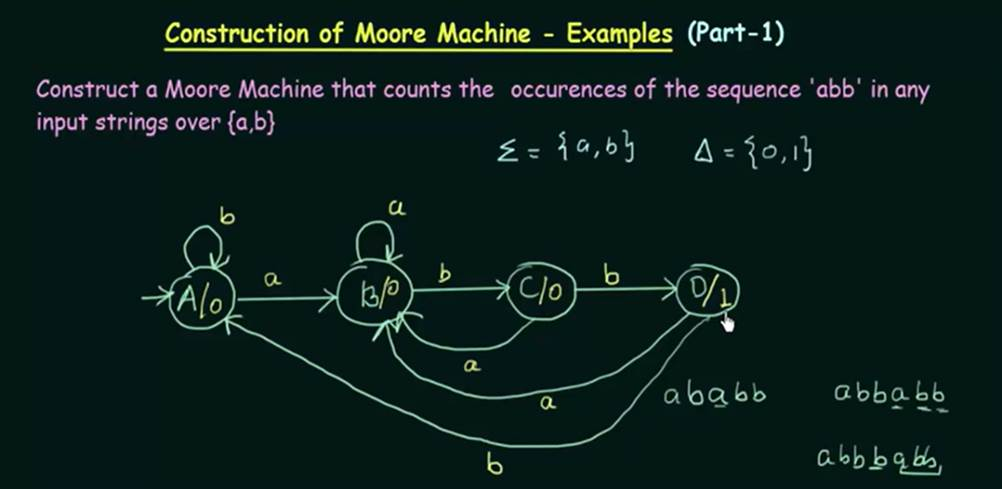 Construction of Moore Machine - Examples (Part-1)
Construct a Moore Machine that counts the occurences of the sequence 'abb' in any
input strings over {a,b}
Σ = {a,b} Δ = {0,1}
b a
A/0 a B/0 b C/0 b D/1
a
a
b
ababb abbabb
abbbabb